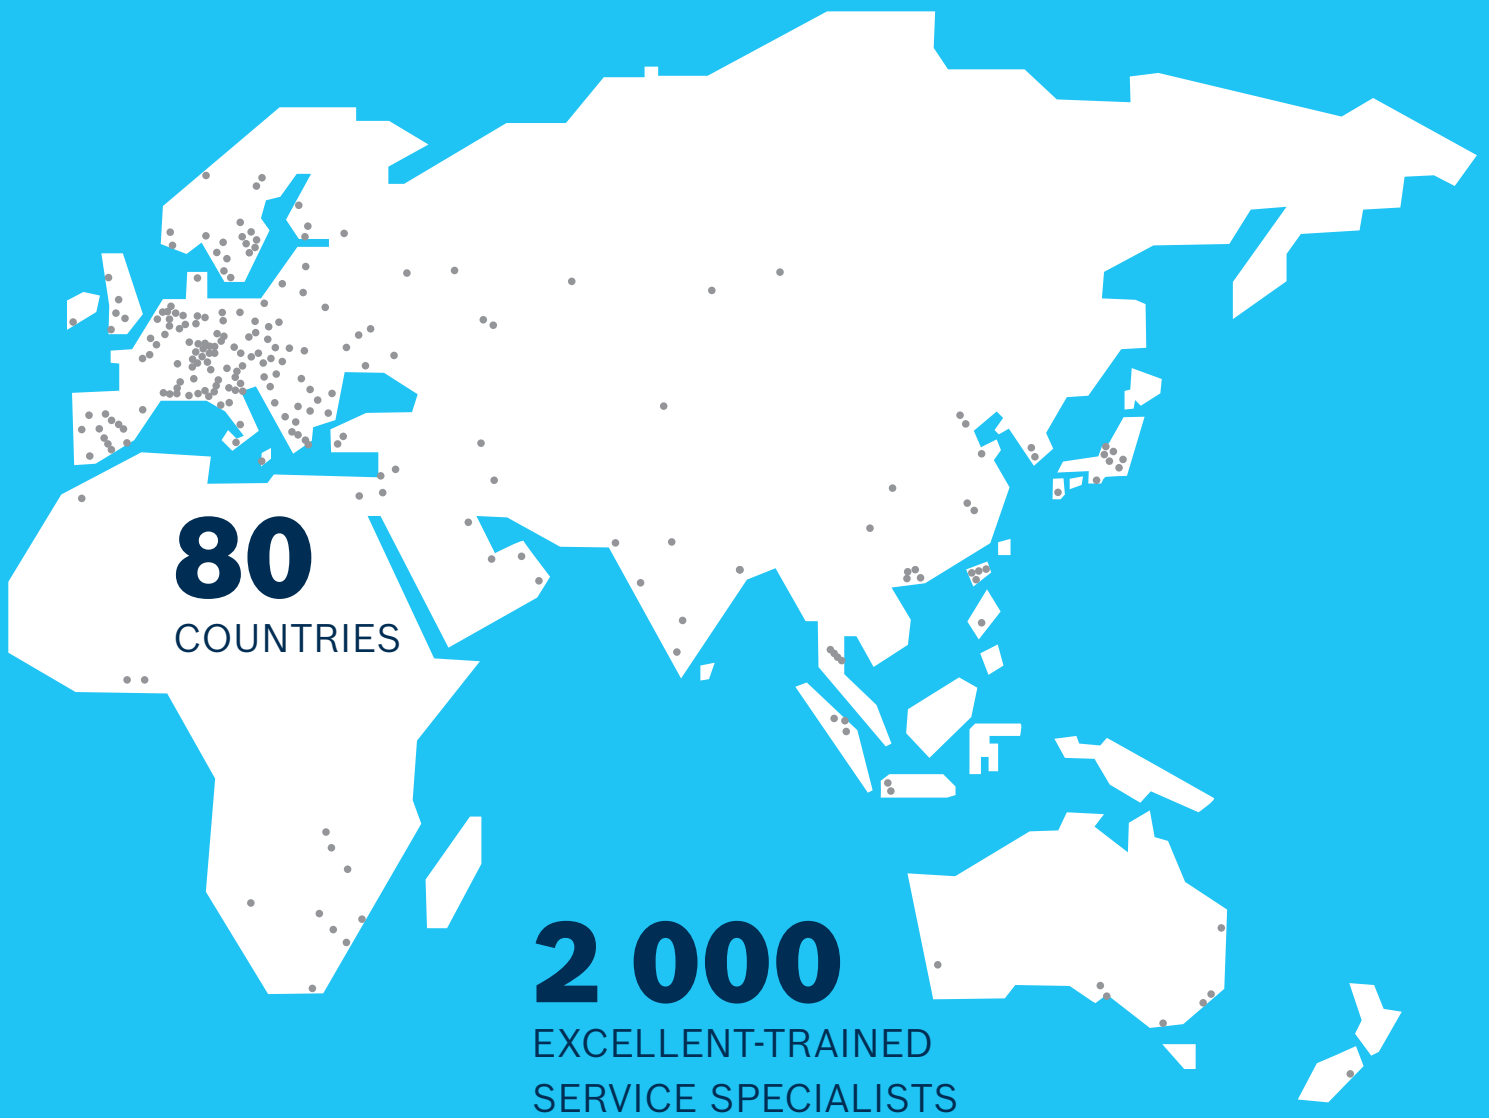 80
COUNTRIES
2 000
EXCELLENT-TRAINED
SERVICE SPECIALISTS